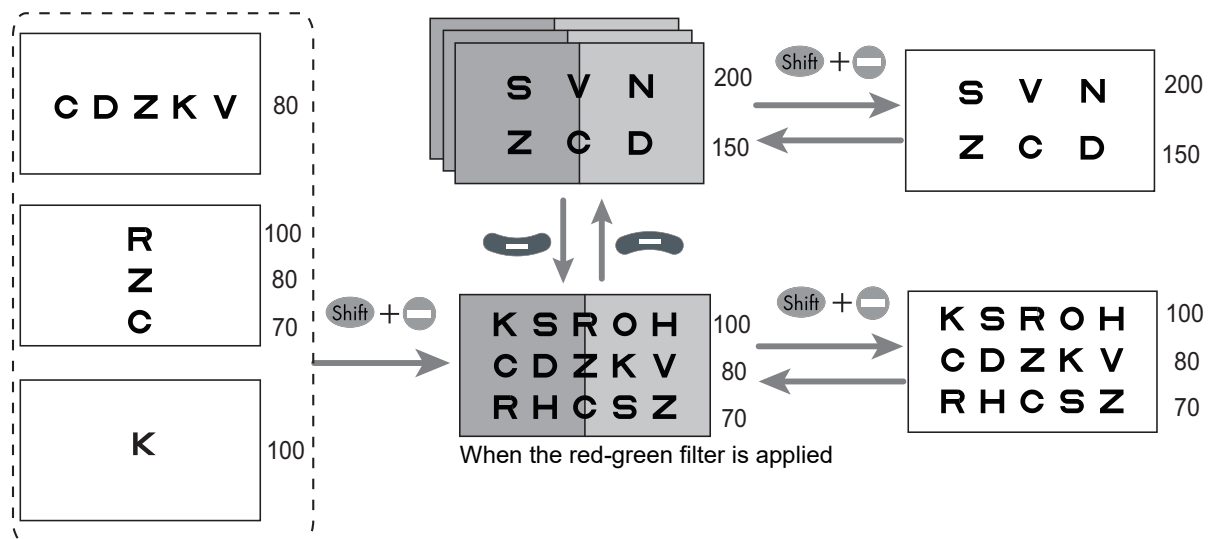 C D Z K V 80
R 100
Z 80
C 70
K 100
Shift +
S V N 200
Z C D 150
K S R O H 100
C D Z K V 80
R H C S Z 70
When the red-green filter is applied
Shift +
S V N 200
Z C D 150
Shift +
K S R O H 100
C D Z K V 80
R H C S Z 70